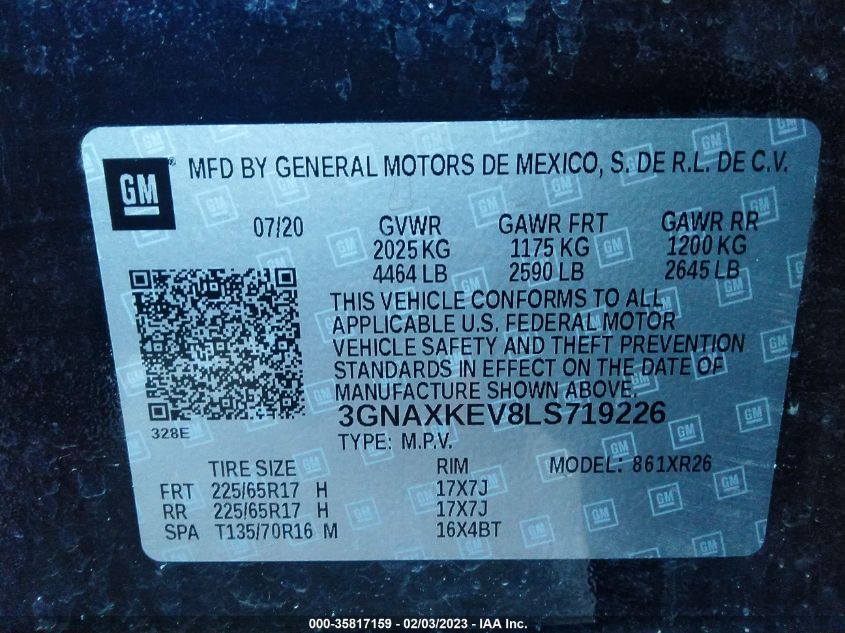 GM ® MFD BY GENERAL MOTORS DE MEXICO, S. DE R.L. DE C.V.
07/20 GVWR GAWR FRT GAWR RR
2025 KG 1175 KG 1200 KG
4464 LB 2590 LB 2645 LB
THIS VEHICLE CONFORMS TO ALL
APPLICABLE U.S. FEDERAL MOTOR
VEHICLE SAFETY AND THEFT PREVENTION
STANDARDS IN EFFECT ON THE DATE OF
MANUFACTURE SHOWN ABOVE.
3GNAXKEV8LS719226
328E
TYPE: M.P.V.
TIRE SIZE RIM MODEL: 861XR26
FRT 225/65R17 H 17X7J
RR 225/65R17 H 17X7J
SPA T135/70R16 M 16X4BT
000-35817159 - 02/03/2023 - IAA Inc.